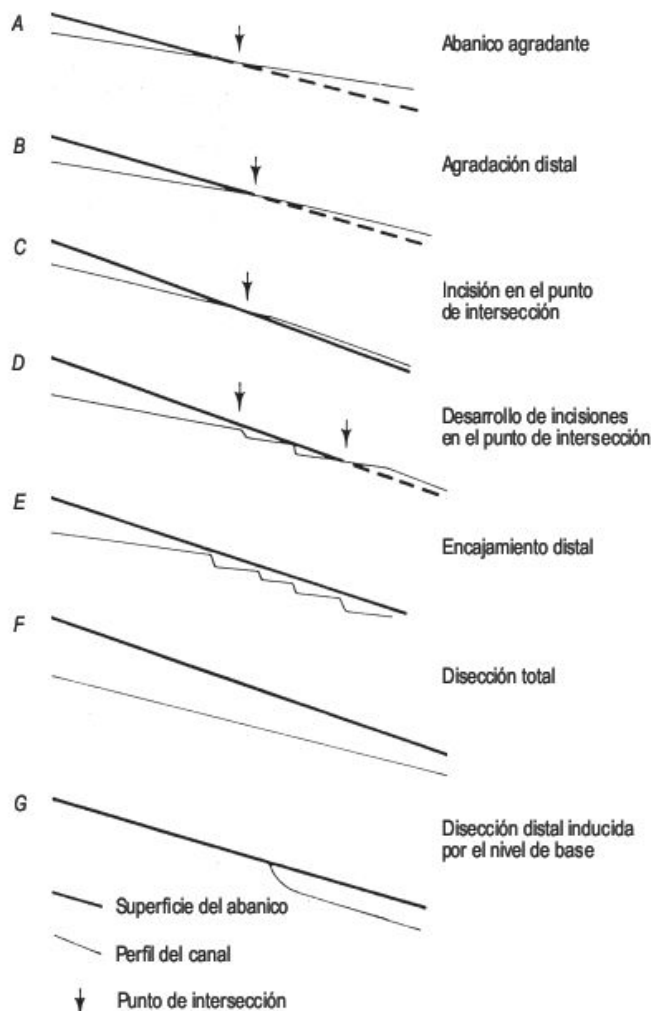 A
Abanico agradante
B
Agradación distal
C
Incisión en el punto
de intersección
D
Desarrollo de incisiones
en el punto de intersección
E
Encajamiento distal
F
Disección total
G
Disección distal inducida
por el nivel de base
Superficie del abanico
Perfil del canal
Punto de intersección